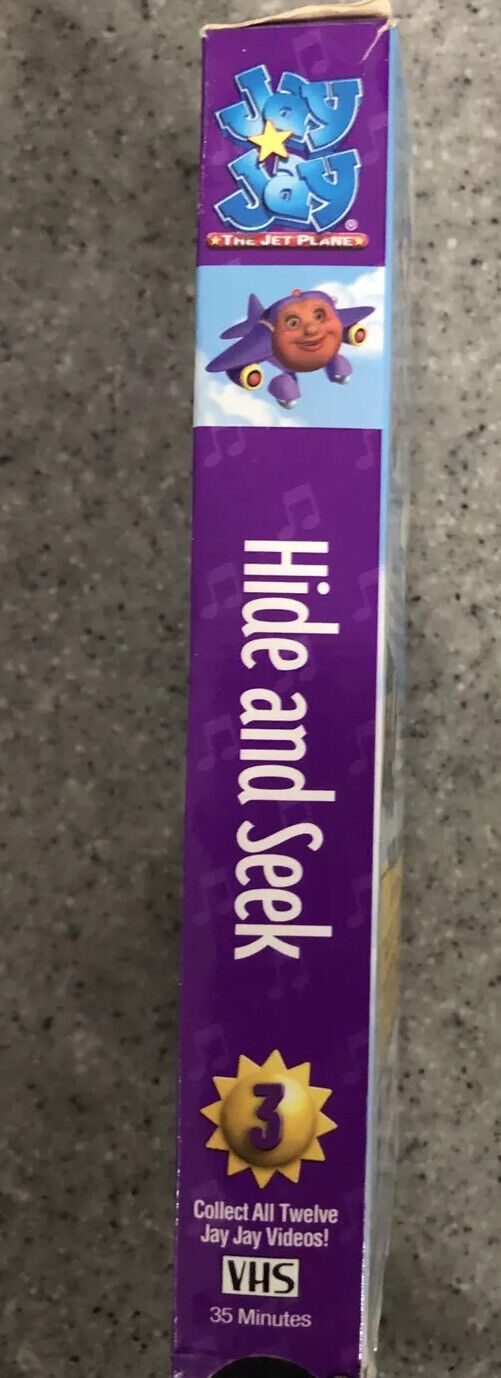 Jay
Jay
®
THE JET PLANE
Hide and Seek
3
Collect All Twelve
Jay Jay Videos!
VHS
35 Minutes